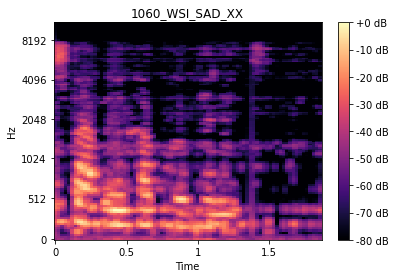 1060_WSI_SAD_XX
8192
4096
2048
1024
512
0
Hz
0
0.5
1
1.5
Time
+0 dB
-10 dB
-20 dB
-30 dB
-40 dB
-50 dB
-60 dB
-70 dB
-80 dB